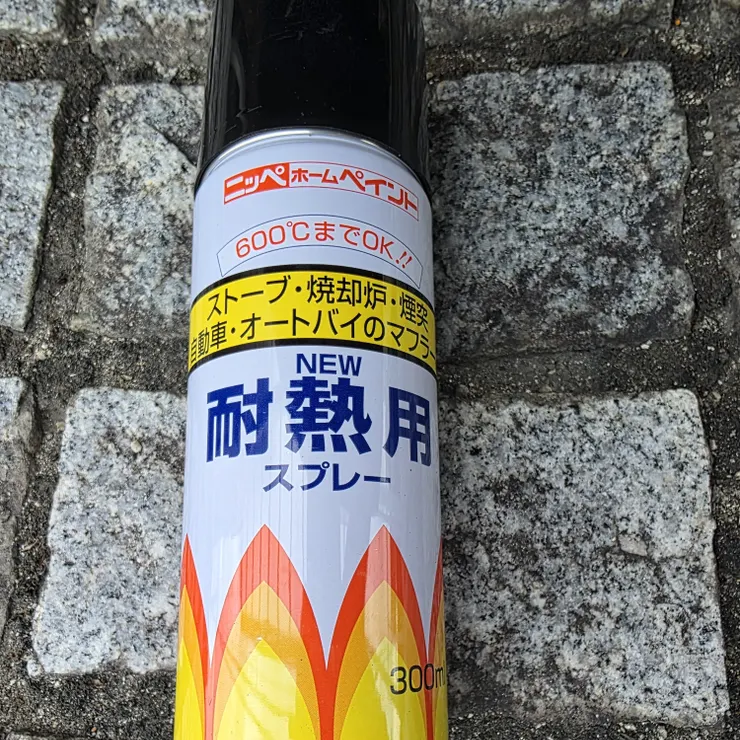 ニッペホームペイント
600℃までOK!!
ストーブ・焼却炉・煙突
自動車・オートバイのマフラー
NEW
耐熱用
スプレー
300m